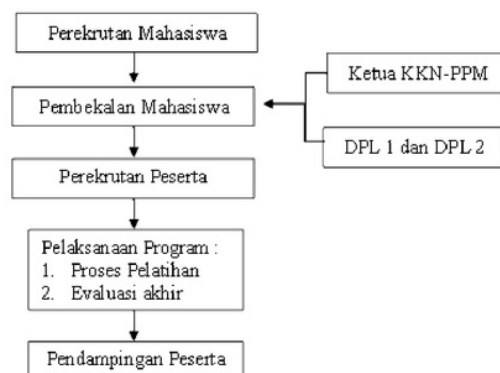 Perekrutan Mahasiswa
Pembekalan Mahasiswa
Ketua KKN-PPM
DPL 1 dan DPL 2
Perekrutan Peserta
Pelaksanaan Program :
1. Proses Pelatihan
2. Evaluasi akhir
Pendampingan Peserta